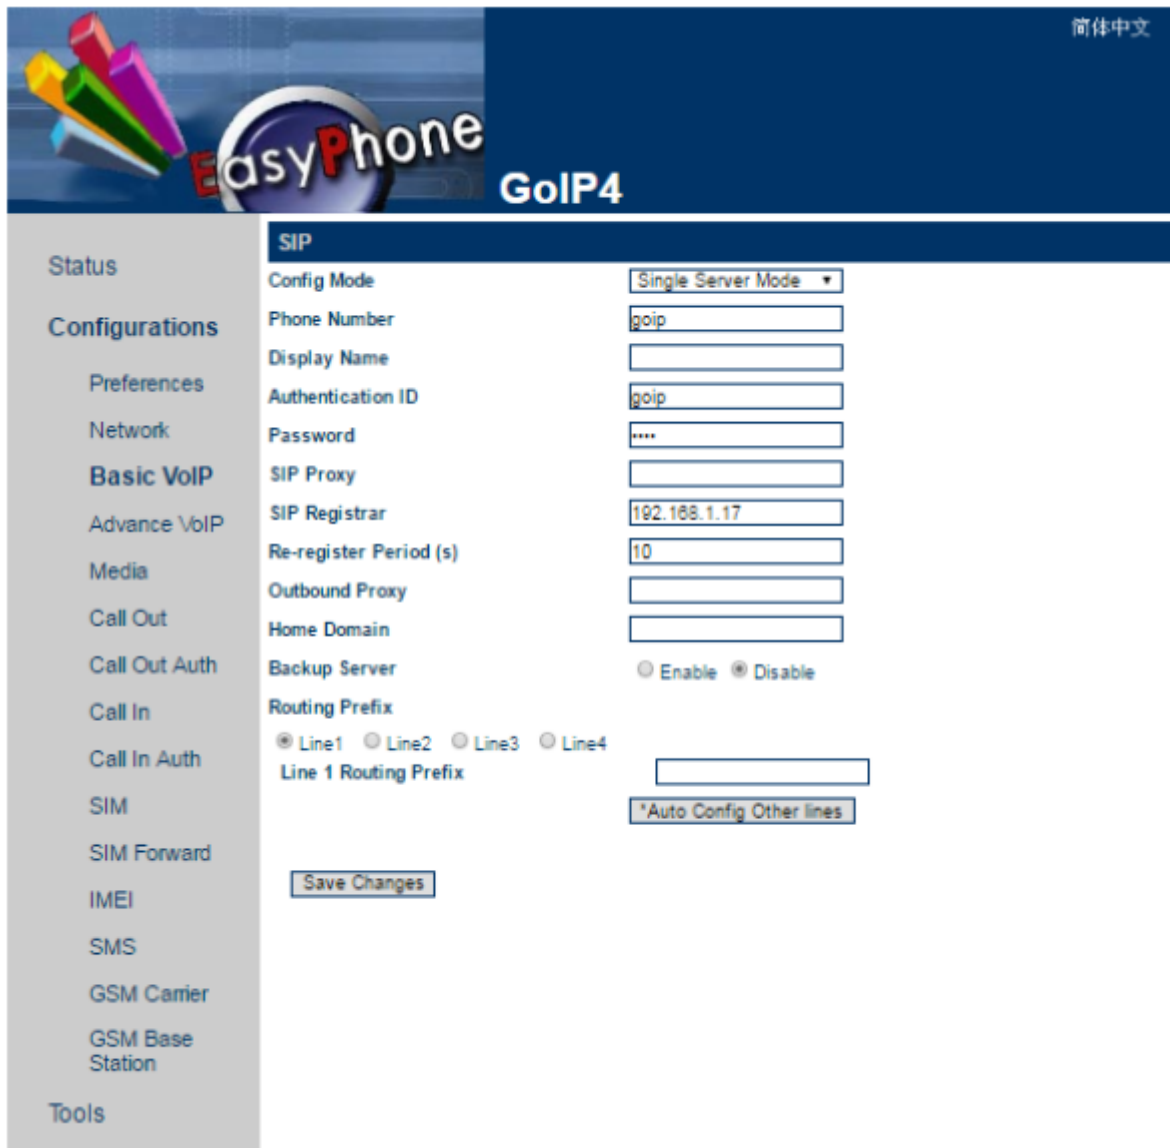 简体中文
EasyPhone
GoIP4
SIP
Status
Configurations
Preferences
Network
Basic VoIP
Advance VoIP
Media
Call Out
Call Out Auth
Call In
Call In Auth
SIM
SIM Forward
IMEI
SMS
GSM Carrier
GSM Base
Station
Tools
Config Mode Single Server Mode
Phone Number goip
Display Name
Authentication ID goip
Password ••••
SIP Proxy
SIP Registrar 192.168.1.17
Re-register Period (s) 10
Outbound Proxy
Home Domain
Backup Server Enable Disable
Routing Prefix
Line1 Line2 Line3 Line4
Line 1 Routing Prefix
*Auto Config Other lines
Save Changes